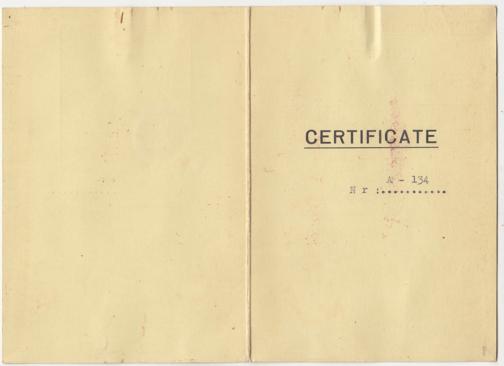 CERTIFICATE
A - 134
Nr :...........